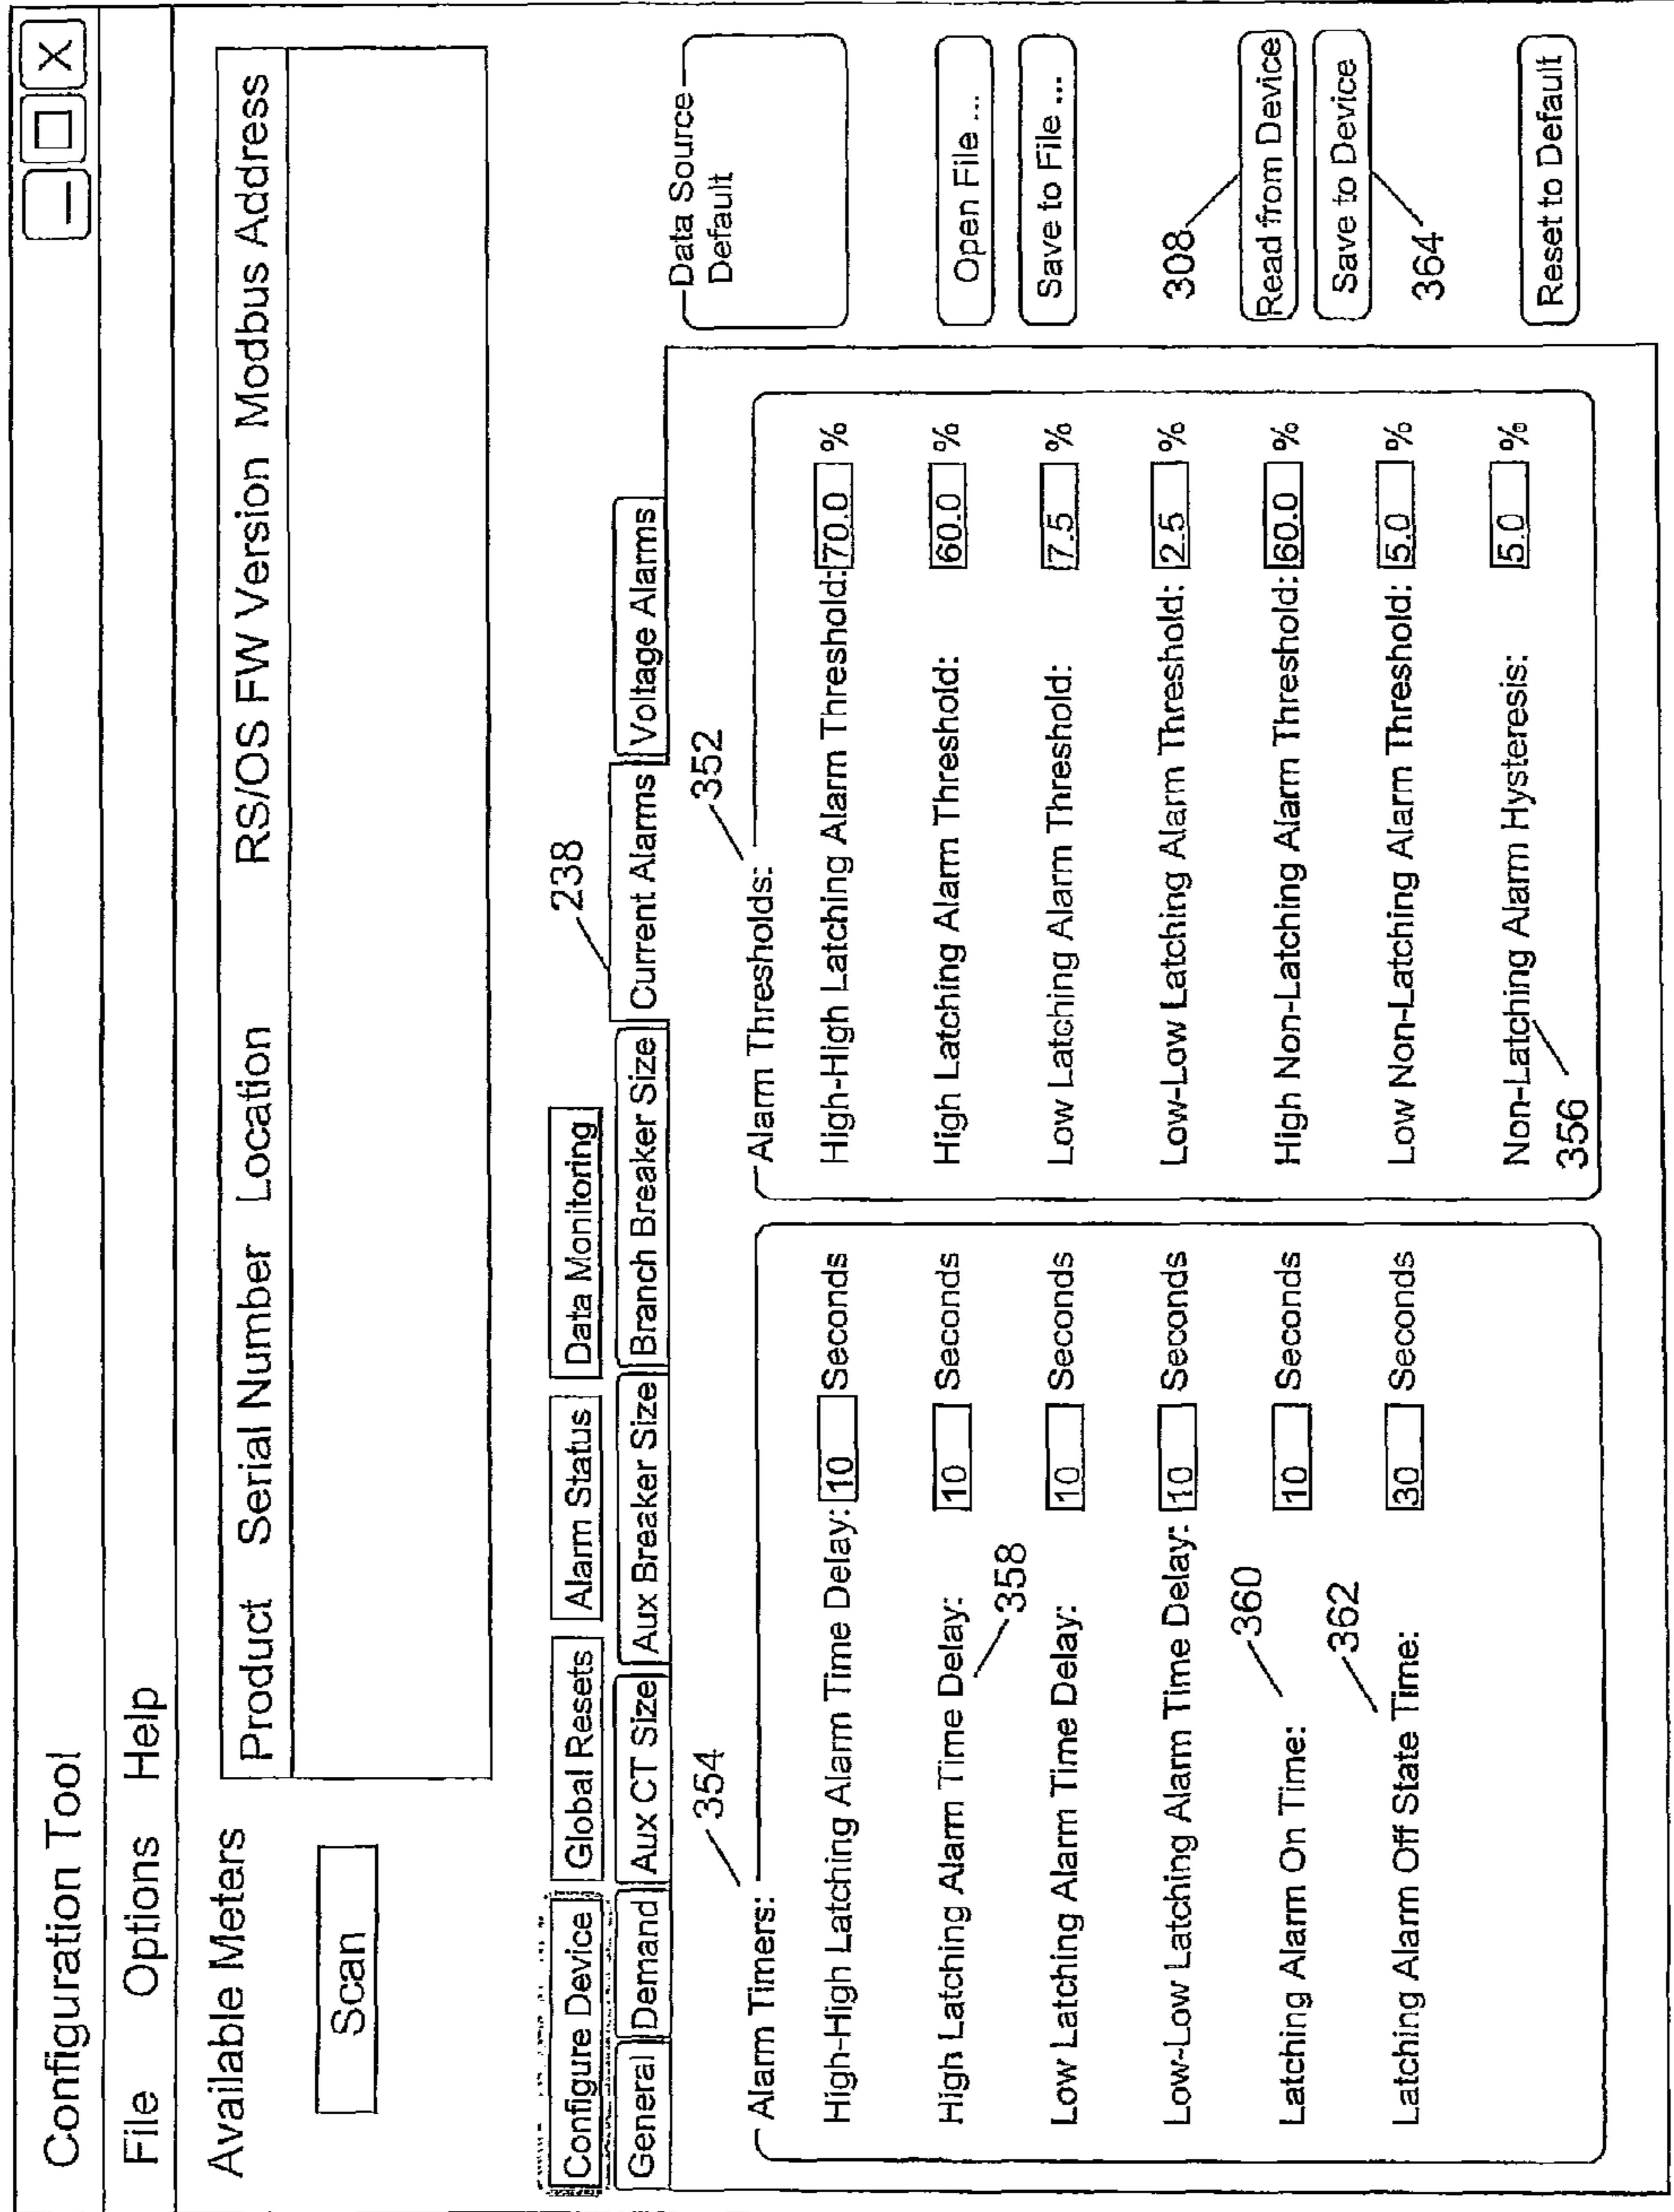 Configuration Tool
File Options Help
Available Meters
Scan
Product Serial Number Location RS/OS FW Version Modbus Address
Configure Device Global Resets Alarm Status Data Monitoring
238
General Demand Aux CT Size Aux Breaker Size Branch Breaker Size Current Alarms Voltage Alarms
354
Alarm Timers:
High-High Latching Alarm Time Delay: 10 Seconds
High Latching Alarm Time Delay: 10 Seconds
358
Low Latching Alarm Time Delay: 10 Seconds
Low-Low Latching Alarm Time Delay: 10 Seconds
360
Latching Alarm On Time: 10 Seconds
362
Latching Alarm Off State Time: 30 Seconds
352
Alarm Thresholds:
High-High Latching Alarm Threshold: 70.0 %
High Latching Alarm Threshold: 60.0 %
Low Latching Alarm Threshold: 7.5 %
Low-Low Latching Alarm Threshold: 2.5 %
High Non-Latching Alarm Threshold: 60.0 %
Low Non-Latching Alarm Threshold: 5.0 %
Non-Latching Alarm Hysteresis: 5.0 %
356
Data Source
Default
Open File ...
Save to File ...
308
Read from Device
Save to Device
364
Reset to Default